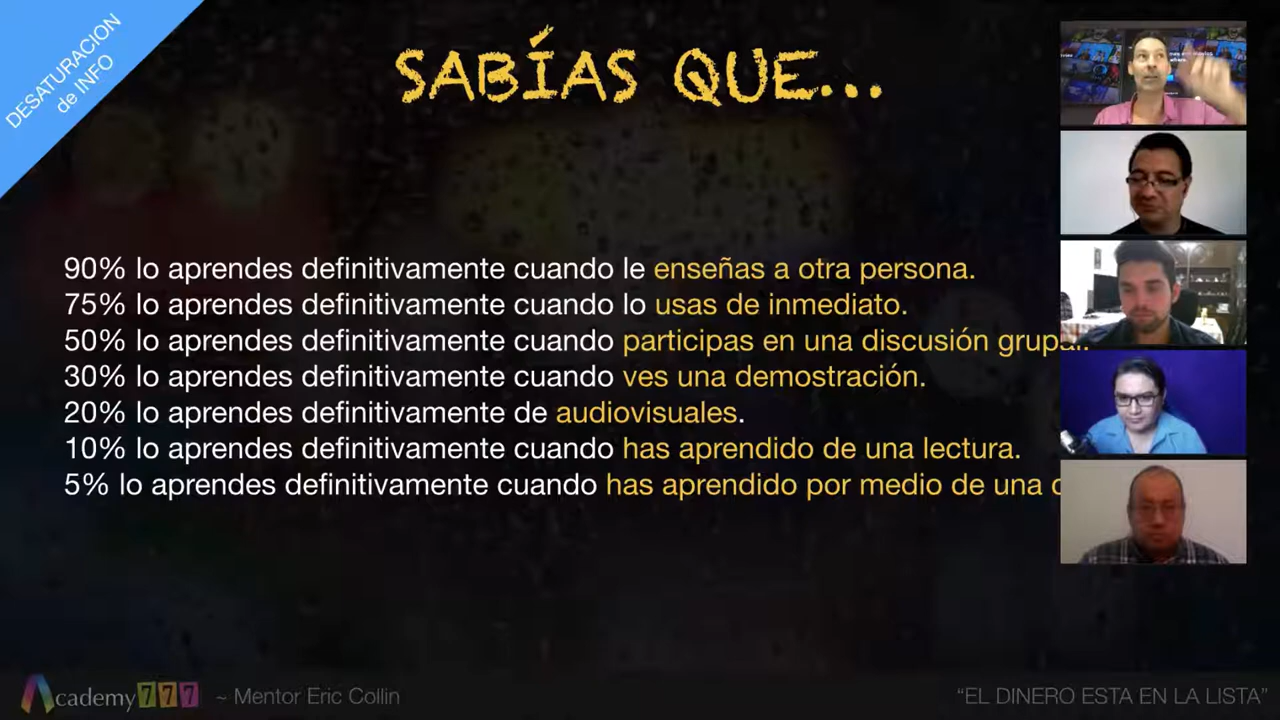 DESATURACION
de INFO
SABÍAS QUE...
90% lo aprendes definitivamente cuando le enseñas a otra persona.
75% lo aprendes definitivamente cuando lo usas de inmediato.
50% lo aprendes definitivamente cuando participas en una discusión grupal.
30% lo aprendes definitivamente cuando ves una demostración.
20% lo aprendes definitivamente de audiovisuales.
10% lo aprendes definitivamente cuando has aprendido de una lectura.
5% lo aprendes definitivamente cuando has aprendido por medio de una
Academy777 ~ Mentor Eric Collin
“EL DINERO ESTA EN LA LISTA”